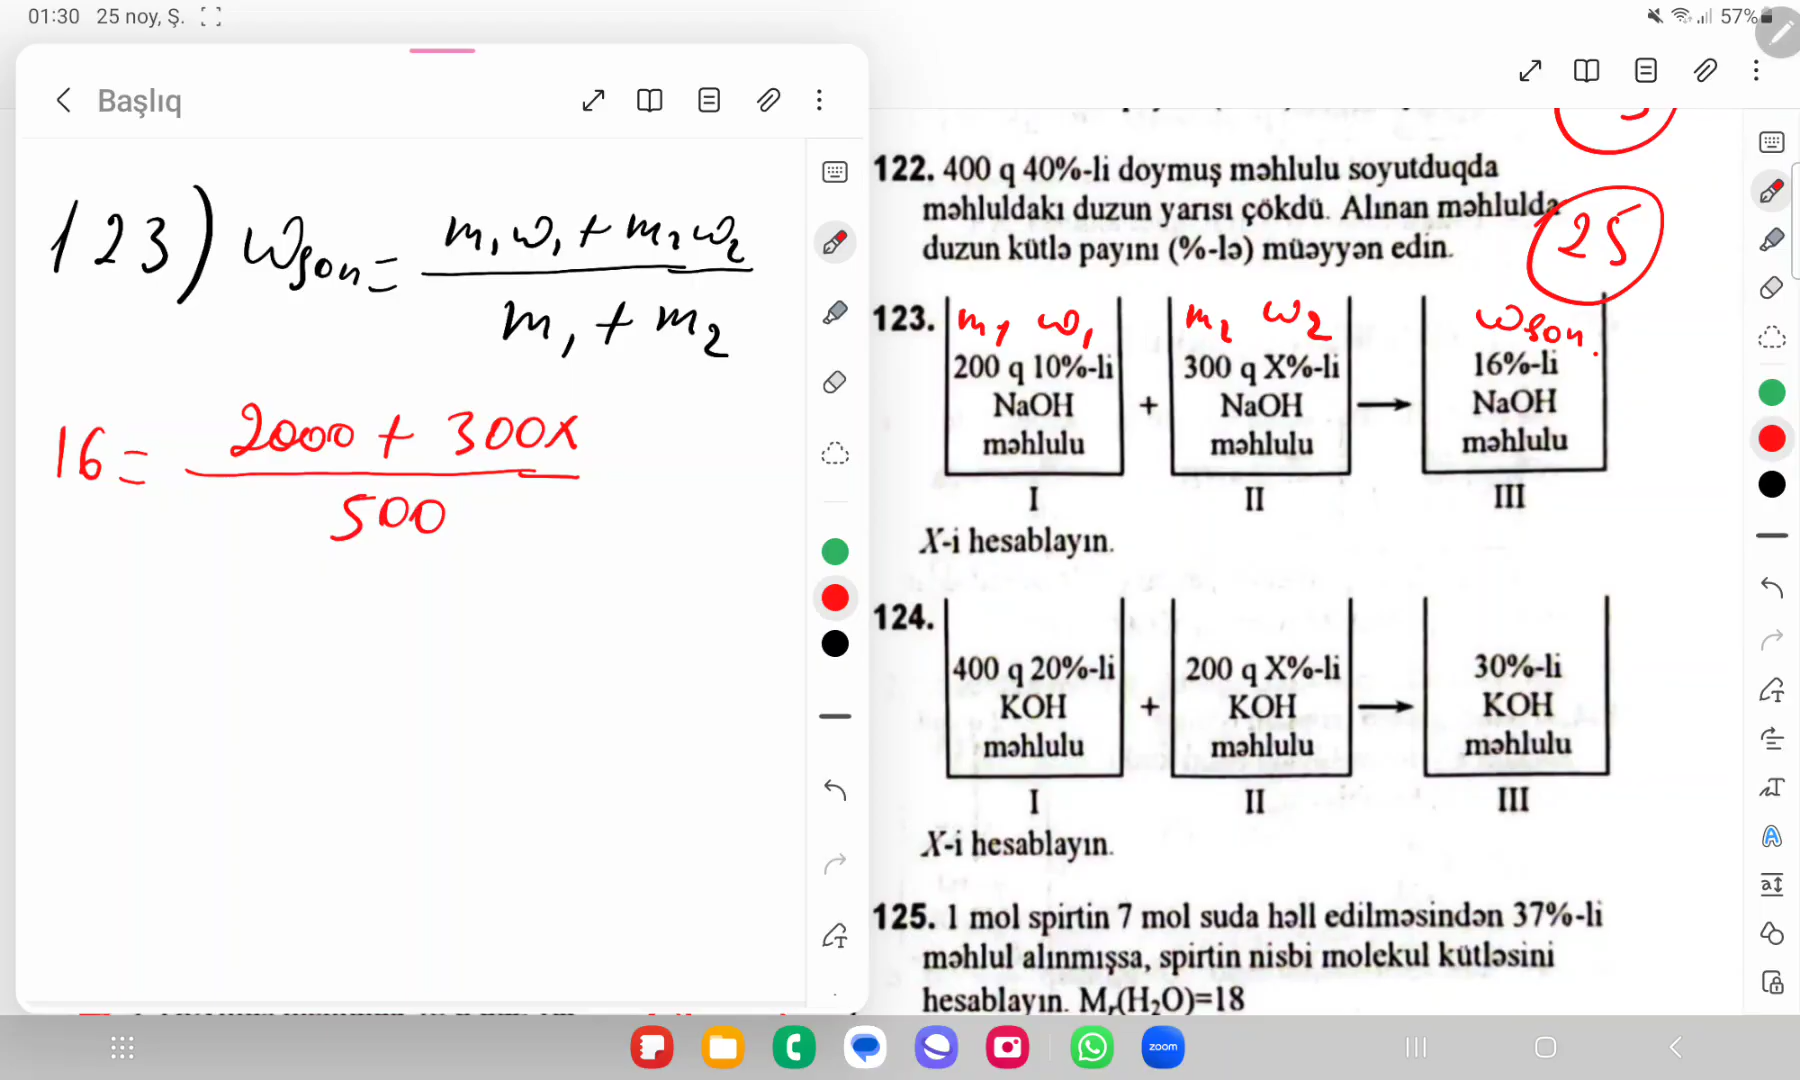 01:30 25 noy, Ş.
57%
Başlıq
123) ωson = m₁ω₁ + m₂ω₂
m₁ + m₂
16 = 2000 + 300x
500
122. 400 q 40%-li doymuş məhlulu soyutduqda
məhluldakı duzun yarısı çökdü. Alınan məhlulda
duzun kütlə payını (%-lə) müəyyən edin.
25
123.
m₁ ω₁ m₂ ω₂ ωson.
200 q 10%-li 300 q X%-li 16%-li
NaOH + NaOH → NaOH
məhlulu məhlulu məhlulu
I II III
X-i hesablayın.
124.
400 q 20%-li 200 q X%-li 30%-li
KOH + KOH → KOH
məhlulu məhlulu məhlulu
I II III
X-i hesablayın.
125. 1 mol spirtin 7 mol suda həll edilməsindən 37%-li
məhlul alınmışsa, spirtin nisbi molekul kütləsini
hesablayın. Mr(H₂O)=18
zoom